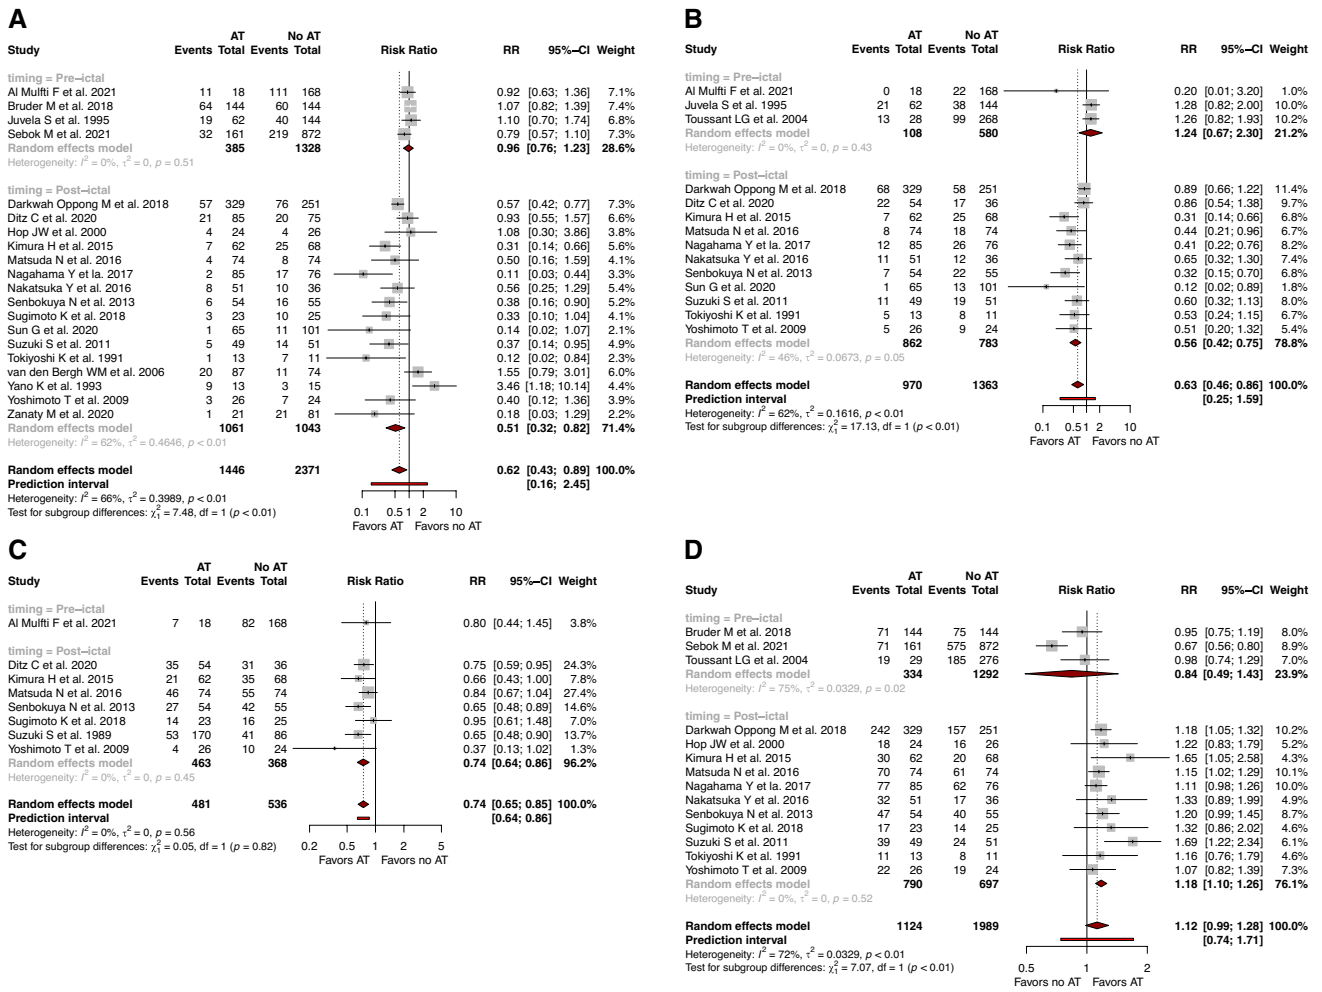 A
AT No AT
Study Events Total Events Total Risk Ratio RR 95%−CI Weight
timing = Pre−ictal
Al Mulfti F et al. 2021 11 18 111 168 0.92 [0.63; 1.36] 7.1%
Bruder M et al. 2018 64 144 60 144 1.07 [0.82; 1.39] 7.4%
Juvela S et al. 1995 19 62 40 144 1.10 [0.70; 1.74] 6.8%
Sebok M et al. 2021 32 161 219 872 0.79 [0.57; 1.10] 7.3%
Random effects model 385 1328 0.96 [0.76; 1.23] 28.6%
Heterogeneity: I² = 0%, τ² = 0, p = 0.51
timing = Post−ictal
Darkwah Oppong M et al. 2018 57 329 76 251 0.57 [0.42; 0.77] 7.3%
Ditz C et al. 2020 21 85 20 75 0.93 [0.55; 1.57] 6.6%
Hop JW et al. 2000 4 24 4 26 1.08 [0.30; 3.86] 3.8%
Kimura H et al. 2015 7 62 25 68 0.31 [0.14; 0.66] 5.6%
Matsuda N et al. 2016 4 74 8 74 0.50 [0.16; 1.59] 4.1%
Nagahama Y et la. 2017 2 85 17 76 0.11 [0.03; 0.44] 3.3%
Nakatsuka Y et al. 2016 8 51 10 36 0.56 [0.25; 1.29] 5.4%
Senbokuya N et al. 2013 6 54 16 55 0.38 [0.16; 0.90] 5.2%
Sugimoto K et al. 2018 3 23 10 25 0.33 [0.10; 1.04] 4.1%
Sun G et al. 2020 1 65 11 101 0.14 [0.02; 1.07] 2.1%
Suzuki S et al. 2011 5 49 14 51 0.37 [0.14; 0.95] 4.9%
Tokiyoshi K et al. 1991 1 13 7 11 0.12 [0.02; 0.84] 2.3%
van den Bergh WM et al. 2006 20 87 11 74 1.55 [0.79; 3.01] 6.0%
Yano K et al. 1993 9 13 3 15 3.46 [1.18; 10.14] 4.4%
Yoshimoto T et al. 2009 3 26 7 24 0.40 [0.12; 1.36] 3.9%
Zanaty M et al. 2020 1 21 21 81 0.18 [0.03; 1.29] 2.2%
Random effects model 1061 1043 0.51 [0.32; 0.82] 71.4%
Heterogeneity: I² = 62%, τ² = 0.4646, p < 0.01
Random effects model 1446 2371 0.62 [0.43; 0.89] 100.0%
Prediction interval [0.16; 2.45]
Heterogeneity: I² = 66%, τ² = 0.3989, p < 0.01
Test for subgroup differences: χ₁² = 7.48, df = 1 (p < 0.01)
0.1 0.5 1 2 10
Favors AT Favors no AT
B
AT No AT
Study Events Total Events Total Risk Ratio RR 95%−CI Weight
timing = Pre−ictal
Al Mulfti F et al. 2021 0 18 22 168 0.20 [0.01; 3.20] 1.0%
Juvela S et al. 1995 21 62 38 144 1.28 [0.82; 2.00] 10.0%
Toussant LG et al. 2004 13 28 99 268 1.26 [0.82; 1.93] 10.2%
Random effects model 108 580 1.24 [0.67; 2.30] 21.2%
Heterogeneity: I² = 0%, τ² = 0, p = 0.43
timing = Post−ictal
Darkwah Oppong M et al. 2018 68 329 58 251 0.89 [0.66; 1.22] 11.4%
Ditz C et al. 2020 22 54 17 36 0.86 [0.54; 1.38] 9.7%
Kimura H et al. 2015 7 62 25 68 0.31 [0.14; 0.66] 6.8%
Matsuda N et al. 2016 8 74 18 74 0.44 [0.21; 0.96] 6.7%
Nagahama Y et la. 2017 12 85 26 76 0.41 [0.22; 0.76] 8.2%
Nakatsuka Y et al. 2016 11 51 12 36 0.65 [0.32; 1.30] 7.4%
Senbokuya N et al. 2013 7 54 22 55 0.32 [0.15; 0.70] 6.8%
Sun G et al. 2020 1 65 13 101 0.12 [0.02; 0.89] 1.8%
Suzuki S et al. 2011 11 49 19 51 0.60 [0.32; 1.13] 8.0%
Tokiyoshi K et al. 1991 5 13 8 11 0.53 [0.24; 1.15] 6.7%
Yoshimoto T et al. 2009 5 26 9 24 0.51 [0.20; 1.32] 5.4%
Random effects model 862 783 0.56 [0.42; 0.75] 78.8%
Heterogeneity: I² = 46%, τ² = 0.0673, p = 0.05
Random effects model 970 1363 0.63 [0.46; 0.86] 100.0%
Prediction interval [0.25; 1.59]
Heterogeneity: I² = 62%, τ² = 0.1616, p < 0.01
Test for subgroup differences: χ₁² = 17.13, df = 1 (p < 0.01)
0.1 0.5 1 2 10
Favors AT Favors no AT
C
AT No AT
Study Events Total Events Total Risk Ratio RR 95%−CI Weight
timing = Pre−ictal
Al Mulfti F et al. 2021 7 18 82 168 0.80 [0.44; 1.45] 3.8%
timing = Post−ictal
Ditz C et al. 2020 35 54 31 36 0.75 [0.59; 0.95] 24.3%
Kimura H et al. 2015 21 62 35 68 0.66 [0.43; 1.00] 7.8%
Matsuda N et al. 2016 46 74 55 74 0.84 [0.67; 1.04] 27.4%
Senbokuya N et al. 2013 27 54 42 55 0.65 [0.48; 0.89] 14.6%
Sugimoto K et al. 2018 14 23 16 25 0.95 [0.61; 1.48] 7.0%
Suzuki S et al. 1989 53 170 41 86 0.65 [0.48; 0.90] 13.7%
Yoshimoto T et al. 2009 4 26 10 24 0.37 [0.13; 1.02] 1.3%
Random effects model 463 368 0.74 [0.64; 0.86] 96.2%
Heterogeneity: I² = 0%, τ² = 0, p = 0.45
Random effects model 481 536 0.74 [0.65; 0.85] 100.0%
Prediction interval [0.64; 0.86]
Heterogeneity: I² = 0%, τ² = 0, p = 0.56
Test for subgroup differences: χ₁² = 0.05, df = 1 (p = 0.82)
0.2 0.5 1 2 5
Favors AT Favors no AT
D
AT No AT
Study Events Total Events Total Risk Ratio RR 95%−CI Weight
timing = Pre−ictal
Bruder M et al. 2018 71 144 75 144 0.95 [0.75; 1.19] 8.0%
Sebok M et al. 2021 71 161 575 872 0.67 [0.56; 0.80] 8.9%
Toussant LG et al. 2004 19 29 185 276 0.98 [0.74; 1.29] 7.0%
Random effects model 334 1292 0.84 [0.49; 1.43] 23.9%
Heterogeneity: I² = 75%, τ² = 0.0329, p = 0.02
timing = Post−ictal
Darkwah Oppong M et al. 2018 242 329 157 251 1.18 [1.05; 1.32] 10.2%
Hop JW et al. 2000 18 24 16 26 1.22 [0.83; 1.79] 5.2%
Kimura H et al. 2015 30 62 20 68 1.65 [1.05; 2.58] 4.3%
Matsuda N et al. 2016 70 74 61 74 1.15 [1.02; 1.29] 10.1%
Nagahama Y et la. 2017 77 85 62 76 1.11 [0.98; 1.26] 10.0%
Nakatsuka Y et al. 2016 32 51 17 36 1.33 [0.89; 1.99] 4.9%
Senbokuya N et al. 2013 47 54 40 55 1.20 [0.99; 1.45] 8.7%
Sugimoto K et al. 2018 17 23 14 25 1.32 [0.86; 2.02] 4.6%
Suzuki S et al. 2011 39 49 24 51 1.69 [1.22; 2.34] 6.1%
Tokiyoshi K et al. 1991 11 13 8 11 1.16 [0.76; 1.79] 4.6%
Yoshimoto T et al. 2009 22 26 19 24 1.07 [0.82; 1.39] 7.3%
Random effects model 790 697 1.18 [1.10; 1.26] 76.1%
Heterogeneity: I² = 0%, τ² = 0, p = 0.52
Random effects model 1124 1989 1.12 [0.99; 1.28] 100.0%
Prediction interval [0.74; 1.71]
Heterogeneity: I² = 72%, τ² = 0.0329, p < 0.01
Test for subgroup differences: χ₁² = 7.07, df = 1 (p < 0.01)
0.5 1 2
Favors no AT Favors AT